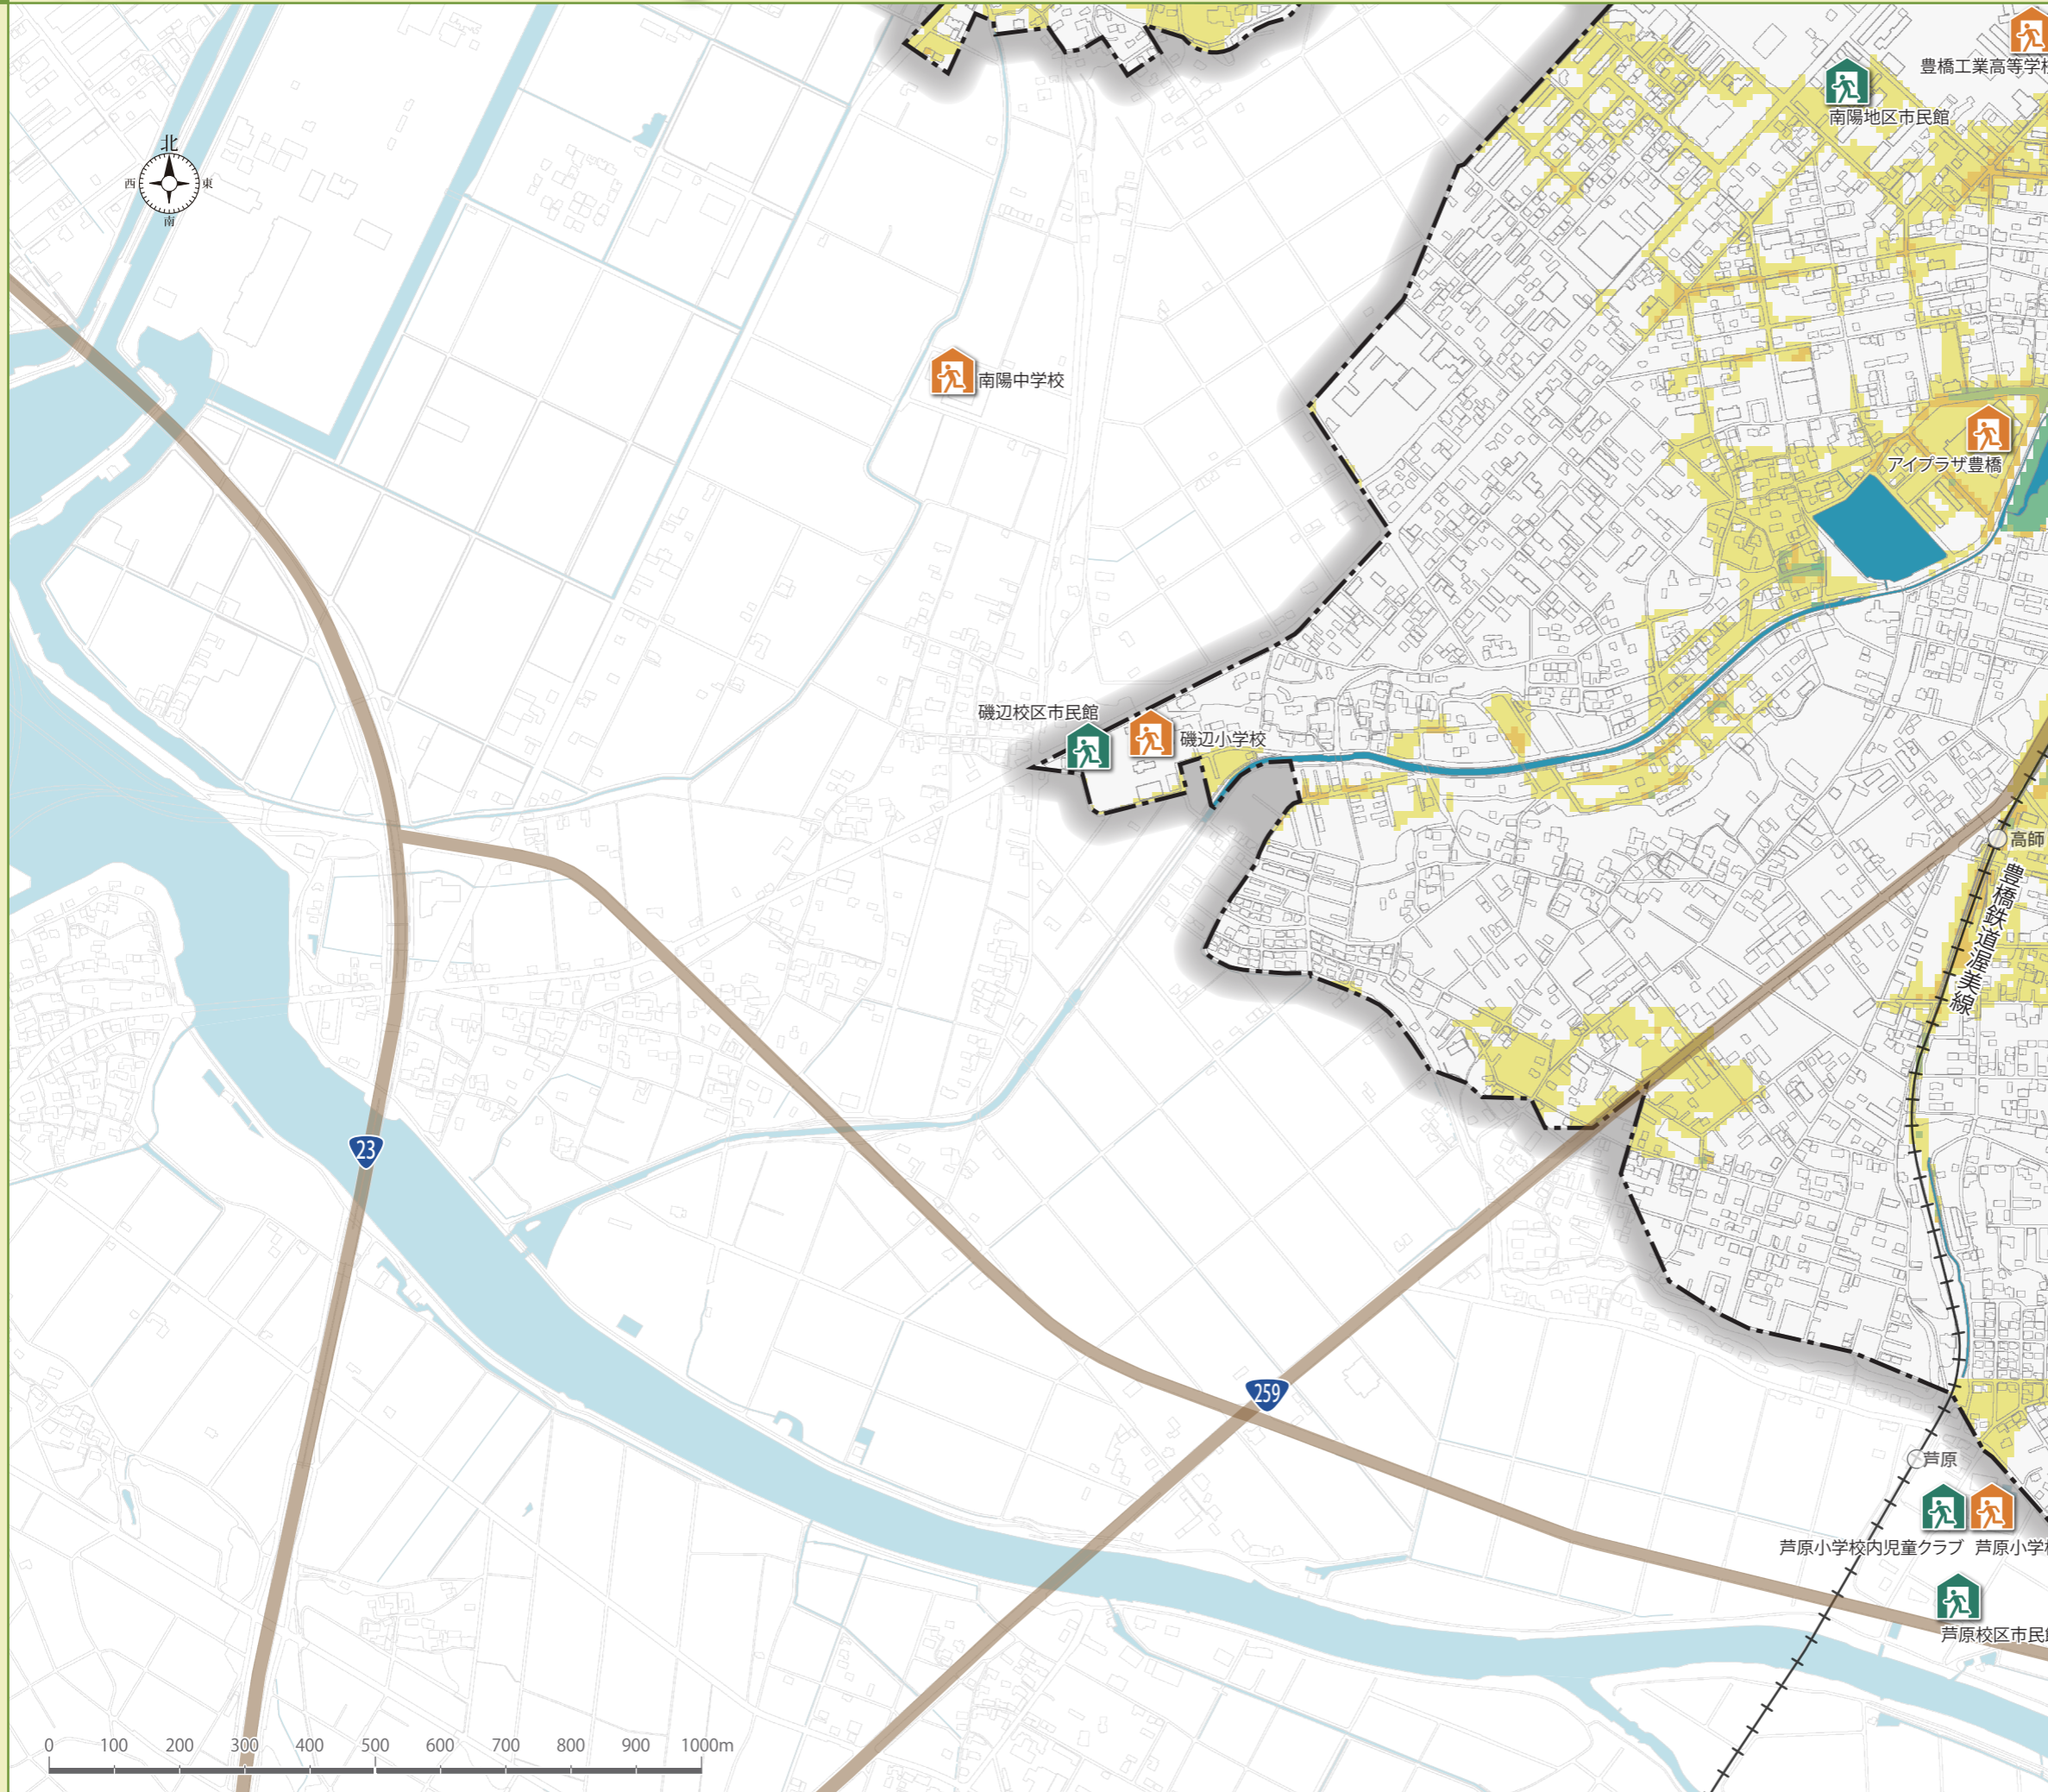 豊橋工業高等学校
南陽地区市民館
北
西
東
南
南陽中学校
アイプラザ豊橋
磯辺校区市民館
磯辺小学校
高師
豊橋鉄道渥美線
23
259
芦原
芦原小学校内児童クラブ
芦原小学校
芦原校区市民館
0 100 200 300 400 500 600 700 800 900 1000m